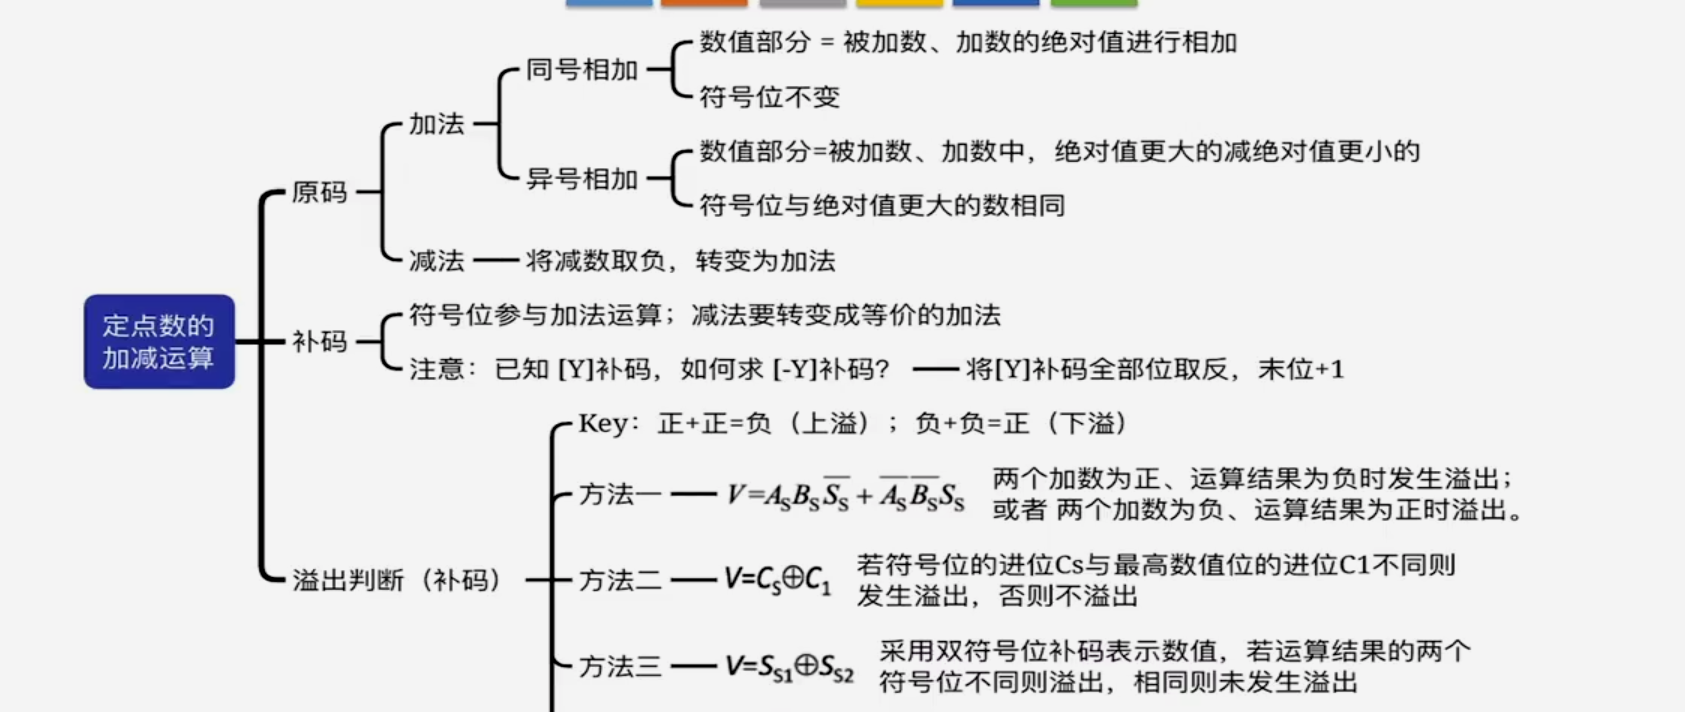 数值部分 = 被加数、加数的绝对值进行相加
同号相加
符号位不变
加法
数值部分=被加数、加数中，绝对值更大的减绝对值更小的
异号相加
符号位与绝对值更大的数相同
原码
减法
将减数取负，转变为加法
定点数的
加减运算
符号位参与加法运算；减法要转变成等价的加法
补码
注意：已知 [Y]补码，如何求 [-Y]补码？
将[Y]补码全部位取反，末位+1
Key：正+正=负（上溢）；负+负=正（下溢）
方法一
V=A_S B_S S̅_S + A̅_S B̅_S S_S
两个加数为正、运算结果为负时发生溢出；
或者 两个加数为负、运算结果为正时溢出。
溢出判断（补码）
方法二
V=C_S⊕C_1
若符号位的进位Cs与最高数值位的进位C1不同则
发生溢出，否则不溢出
方法三
V=S_S1⊕S_S2
采用双符号位补码表示数值，若运算结果的两个
符号位不同则溢出，相同则未发生溢出